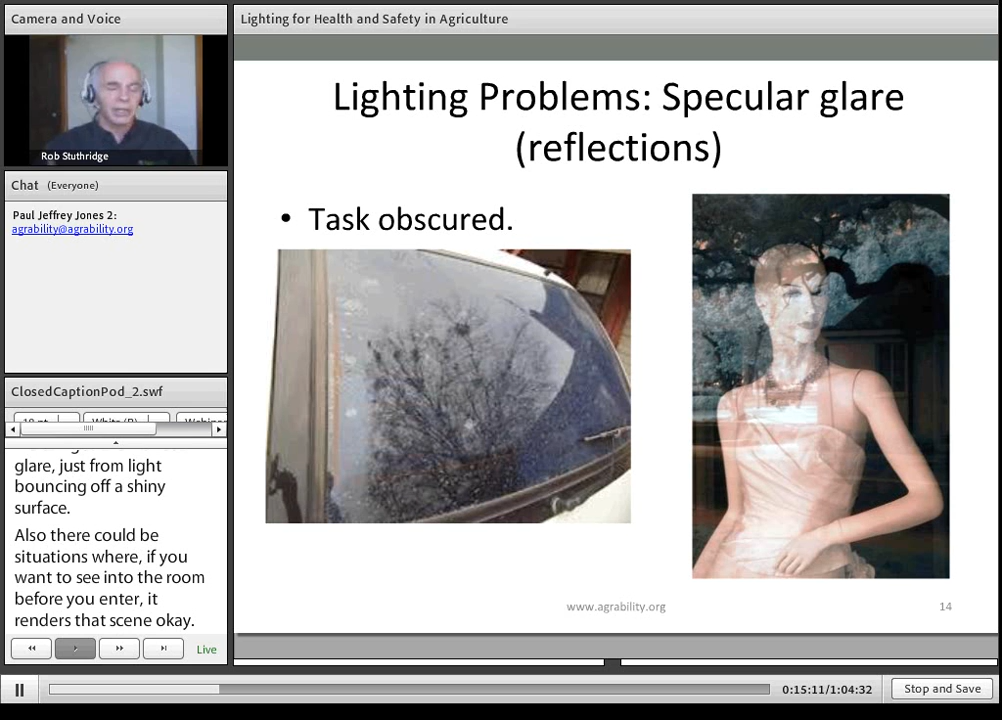 Camera and Voice
Rob Stuthridge
Chat (Everyone)
Paul Jeffrey Jones 2:
agrability@agrability.org
ClosedCaptionPod_2.swf
glare, just from light
bouncing off a shiny
surface.
Also there could be
situations where, if you
want to see into the room
before you enter, it
renders that scene okay.
Live
Lighting for Health and Safety in Agriculture
Lighting Problems: Specular glare
(reflections)
• Task obscured.
www.agrability.org
14
0:15:11/1:04:32
Stop and Save